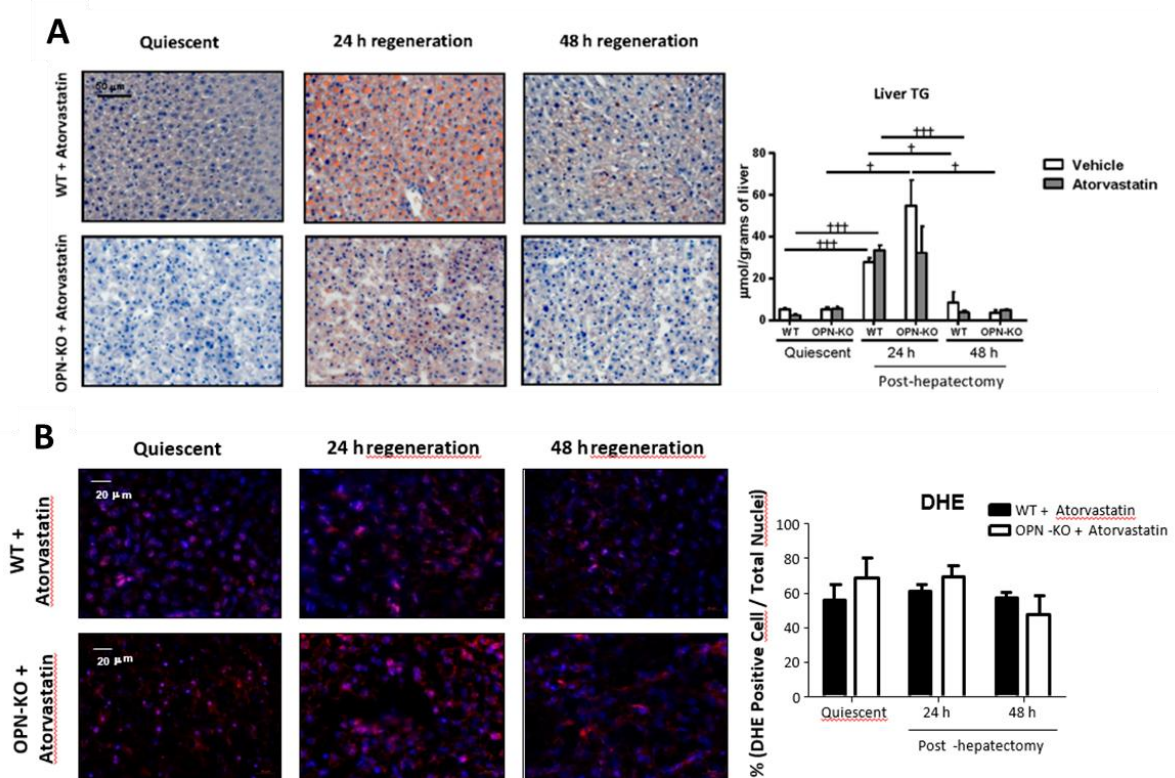 A
Quiescent
24 h regeneration
48 h regeneration
WT + Atorvastatin
50 μm
OPN-KO + Atorvastatin
Liver TG
†††
†
†
†
†††
†††
Vehicle
Atorvastatin
μmol/grams of liver
80
60
40
20
0
WT OPN-KO WT OPN-KO WT OPN-KO
Quiescent 24 h 48 h
Post-hepatectomy
B
Quiescent
24 h regeneration
48 h regeneration
WT +
Atorvastatin
20 μm
OPN-KO +
Atorvastatin
20 μm
DHE
WT + Atorvastatin
OPN -KO + Atorvastatin
% (DHE Positive Cell / Total Nuclei)
100
80
60
40
20
0
Quiescent 24 h 48 h
Post -hepatectomy